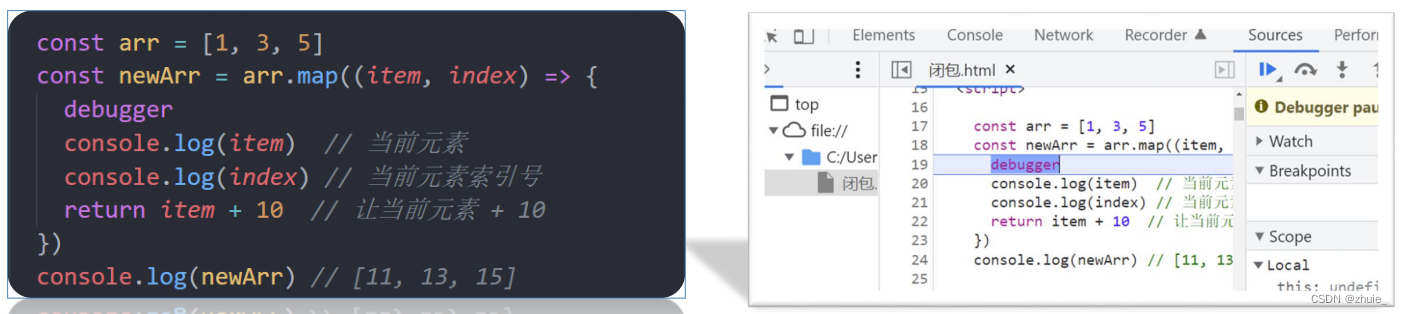 const arr = [1, 3, 5]
const newArr = arr.map((item, index) => {
debugger
console.log(item) // 当前元素
console.log(index) // 当前元素索引号
return item + 10 // 让当前元素 + 10
})
console.log(newArr) // [11, 13, 15]
Elements Console Network Recorder Sources Perforn
闭包.html ×
Debugger pau
top
file://
C:/User
闭包.
15 <script>
16
17 const arr = [1, 3, 5]
18 const newArr = arr.map((item,
19 debugger
20 console.log(item) // 当前元
21 console.log(index) // 当前元
22 return item + 10 // 让当前元
23 })
24 console.log(newArr) // [11, 13
25
Watch
Breakpoints
Scope
Local
this: undefi
CSDN @zhuie_